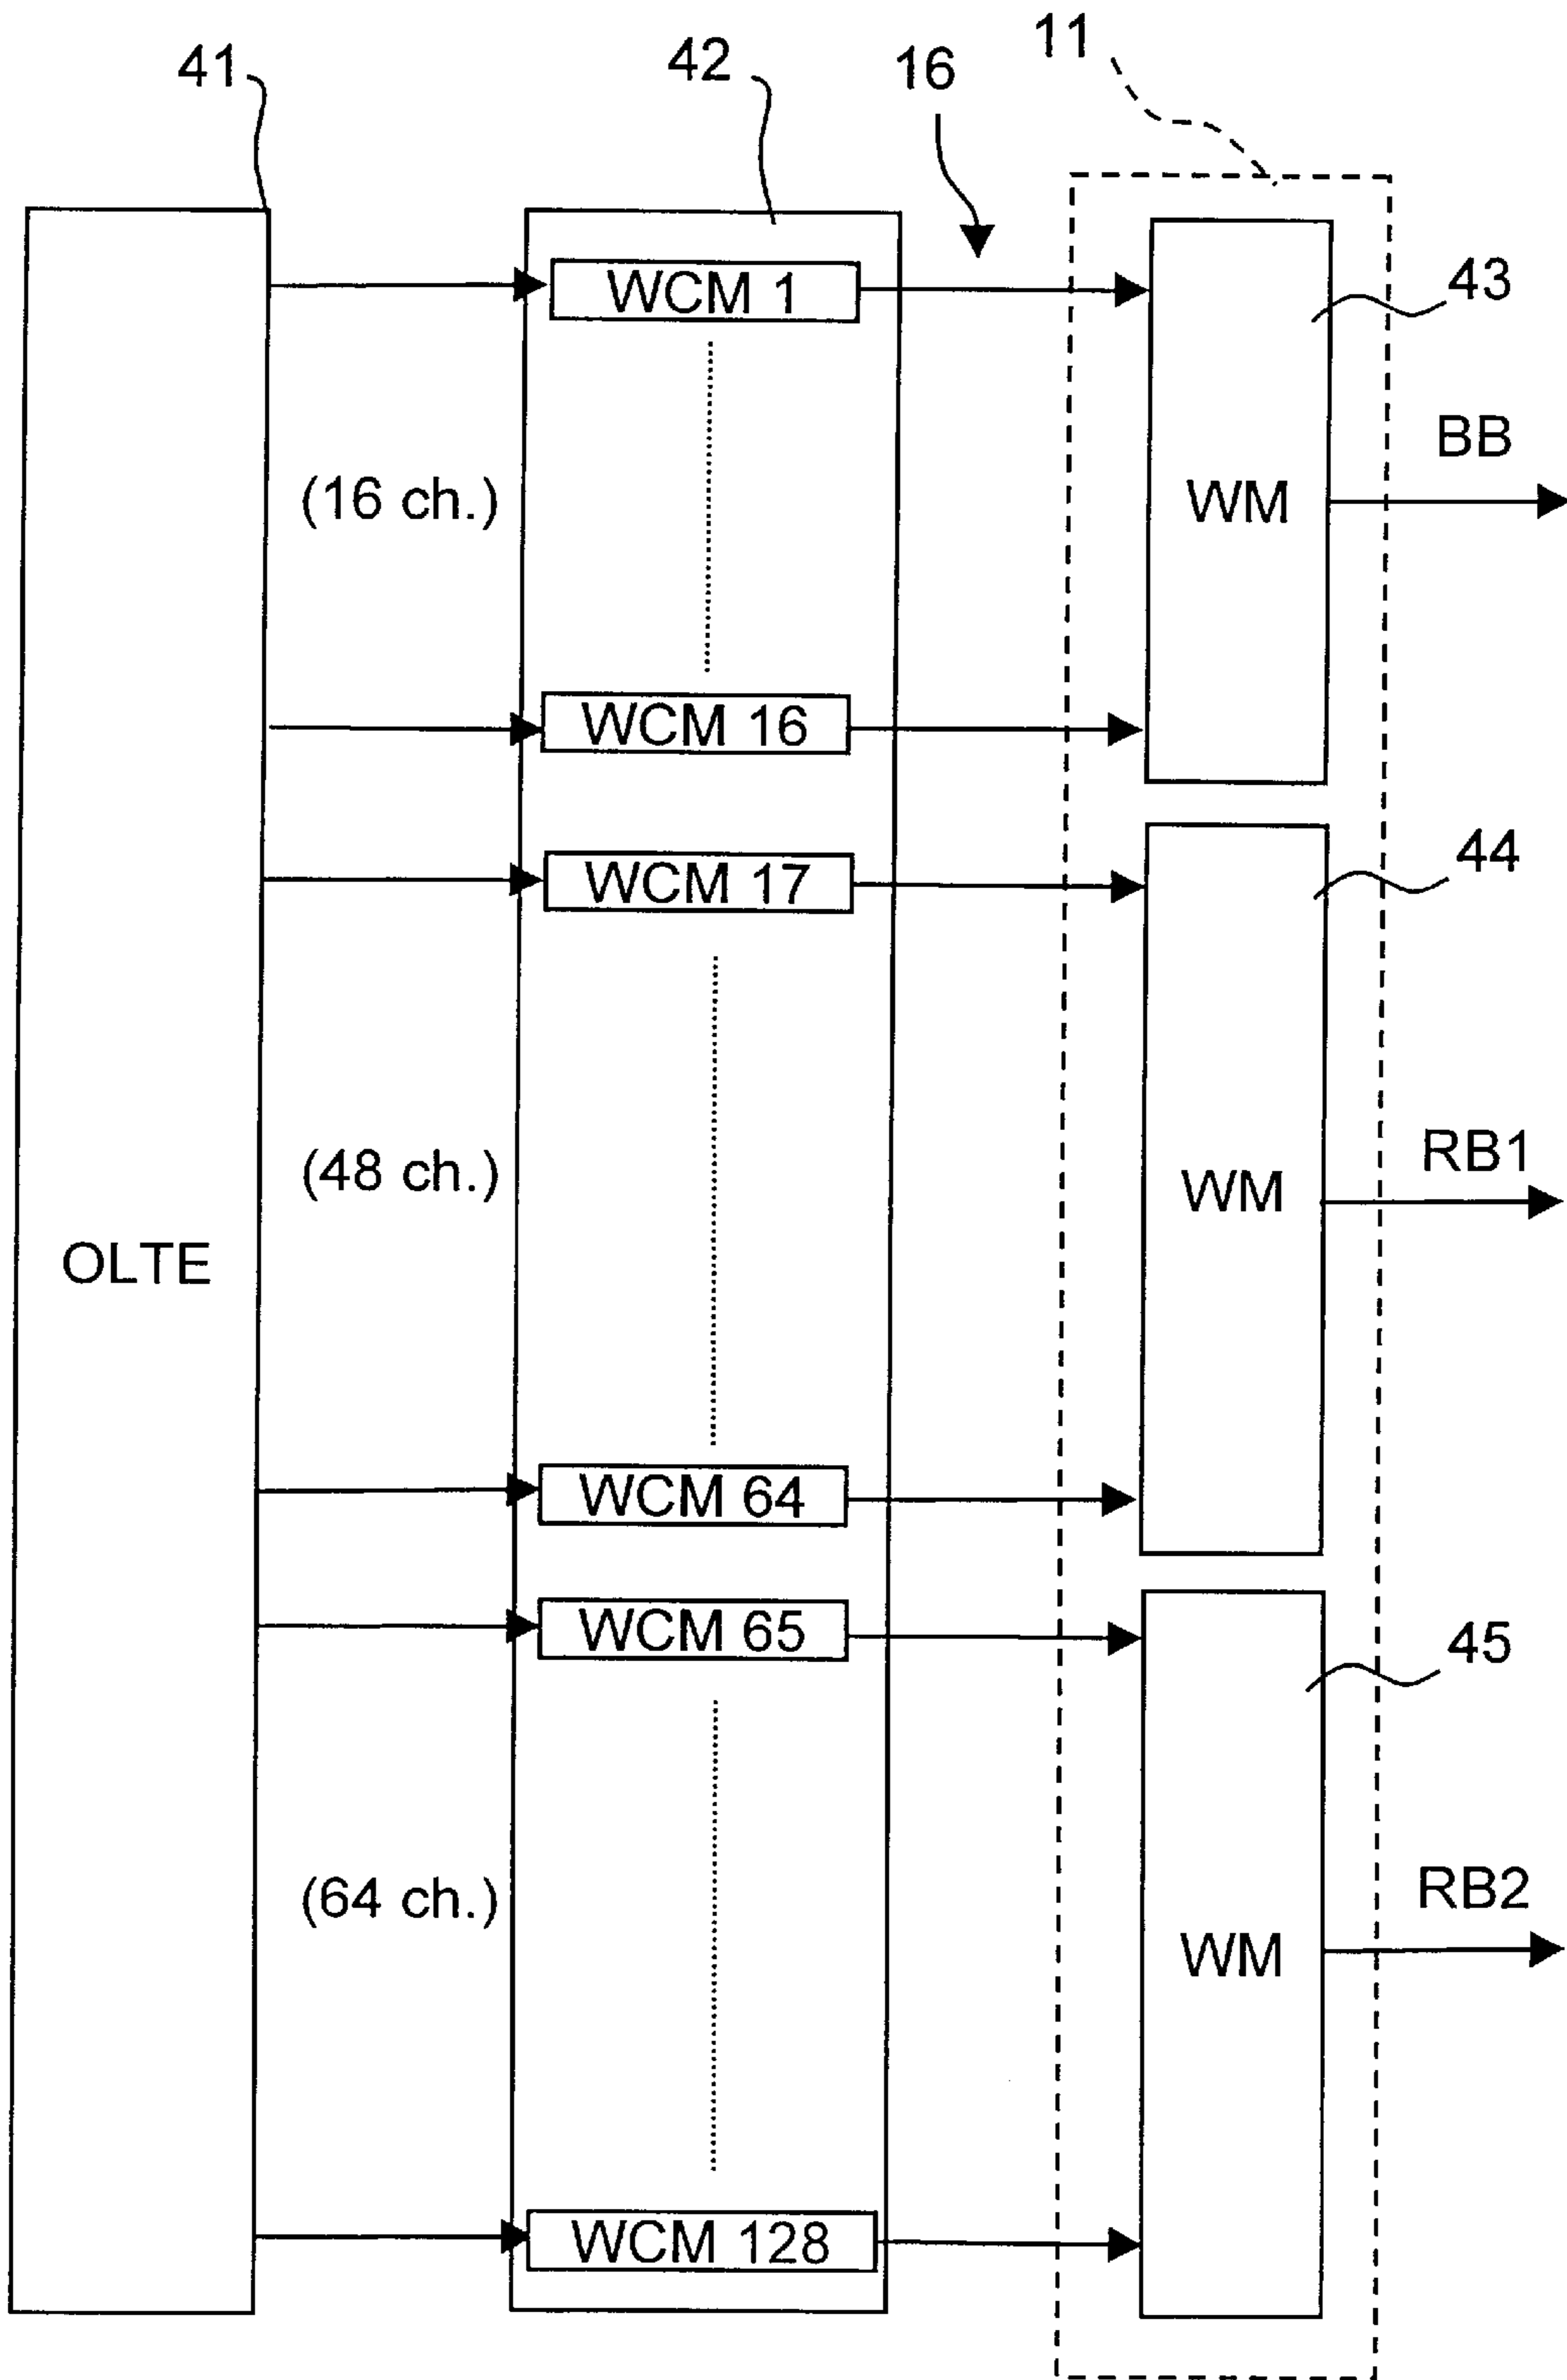 41
42
16
11
WCM 1
43
BB
(16 ch.)
WM
WCM 16
44
WCM 17
RB1
(48 ch.)
WM
OLTE
WCM 64
WCM 65
45
RB2
(64 ch.)
WM
WCM 128